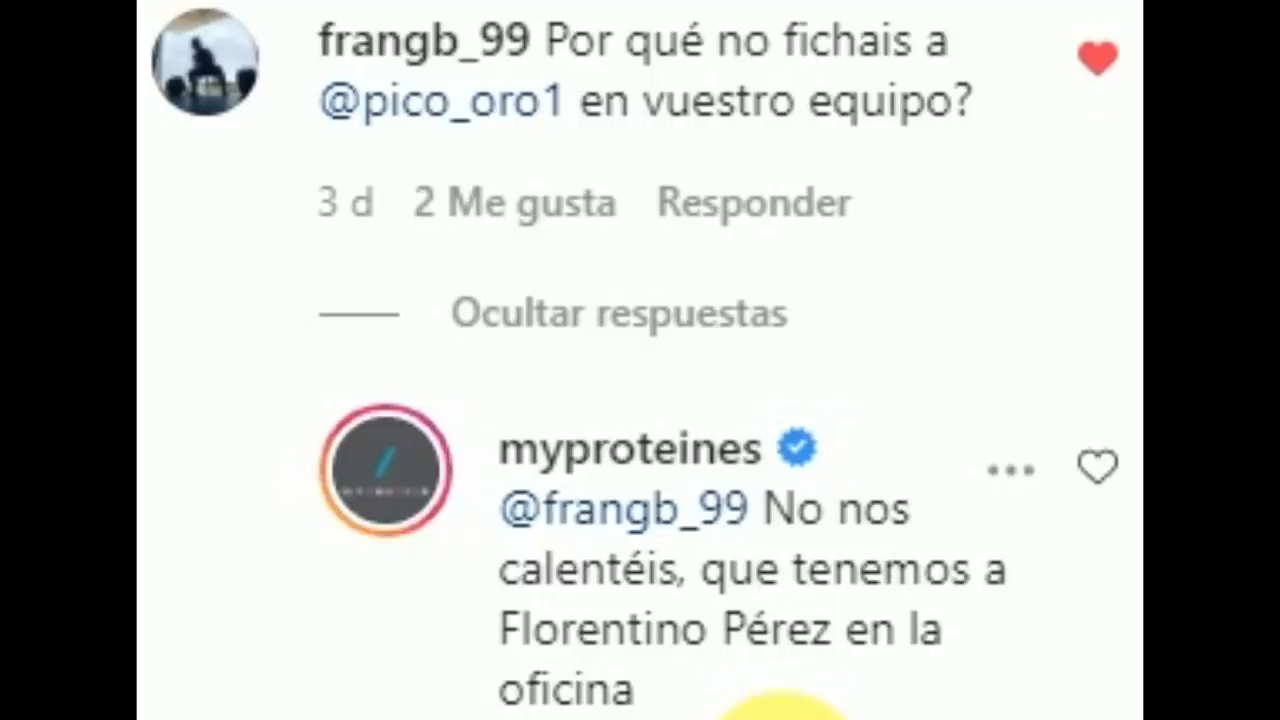 frangb_99 Por qué no fichais a
@pico_oro1 en vuestro equipo?
3 d 2 Me gusta Responder
Ocultar respuestas
myproteines
@frangb_99 No nos
calentéis, que tenemos a
Florentino Pérez en la
oficina